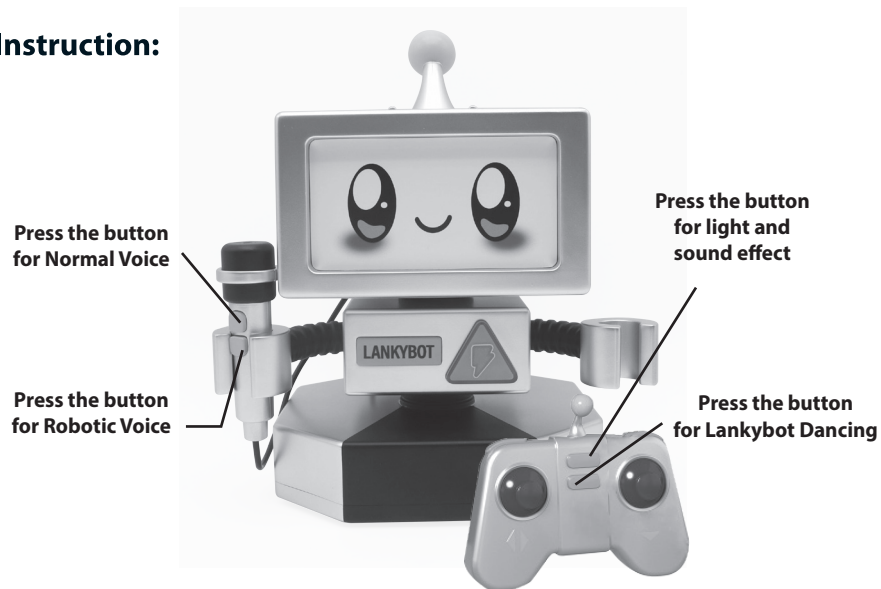 Instruction:
Press the button
for light and
sound effect
Press the button
for Normal Voice
LANKYBOT
Press the button
for Robotic Voice
Press the button
for Lankybot Dancing